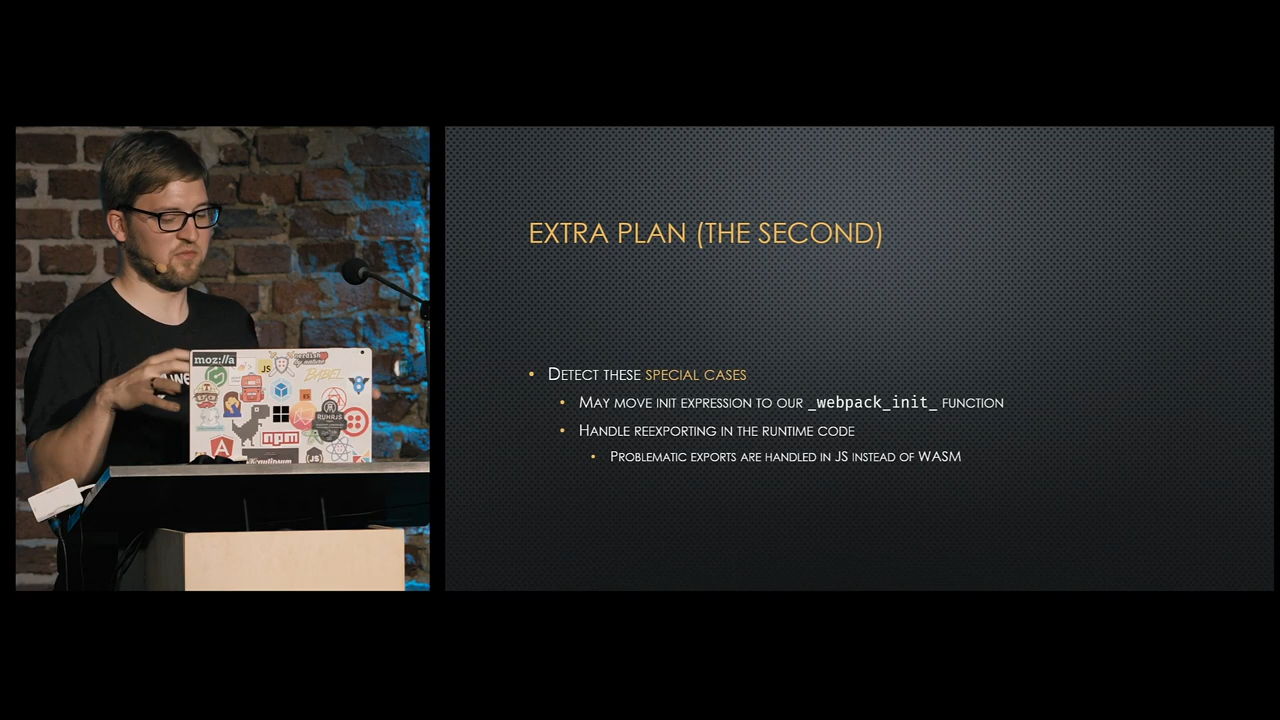 EXTRA PLAN (THE SECOND)
• DETECT THESE SPECIAL CASES
• MAY MOVE INIT EXPRESSION TO OUR _webpack_init_ FUNCTION
• HANDLE REEXPORTING IN THE RUNTIME CODE
• PROBLEMATIC EXPORTS ARE HANDLED IN JS INSTEAD OF WASM
moz://a
JS
BABEL
RUHRJS
npm